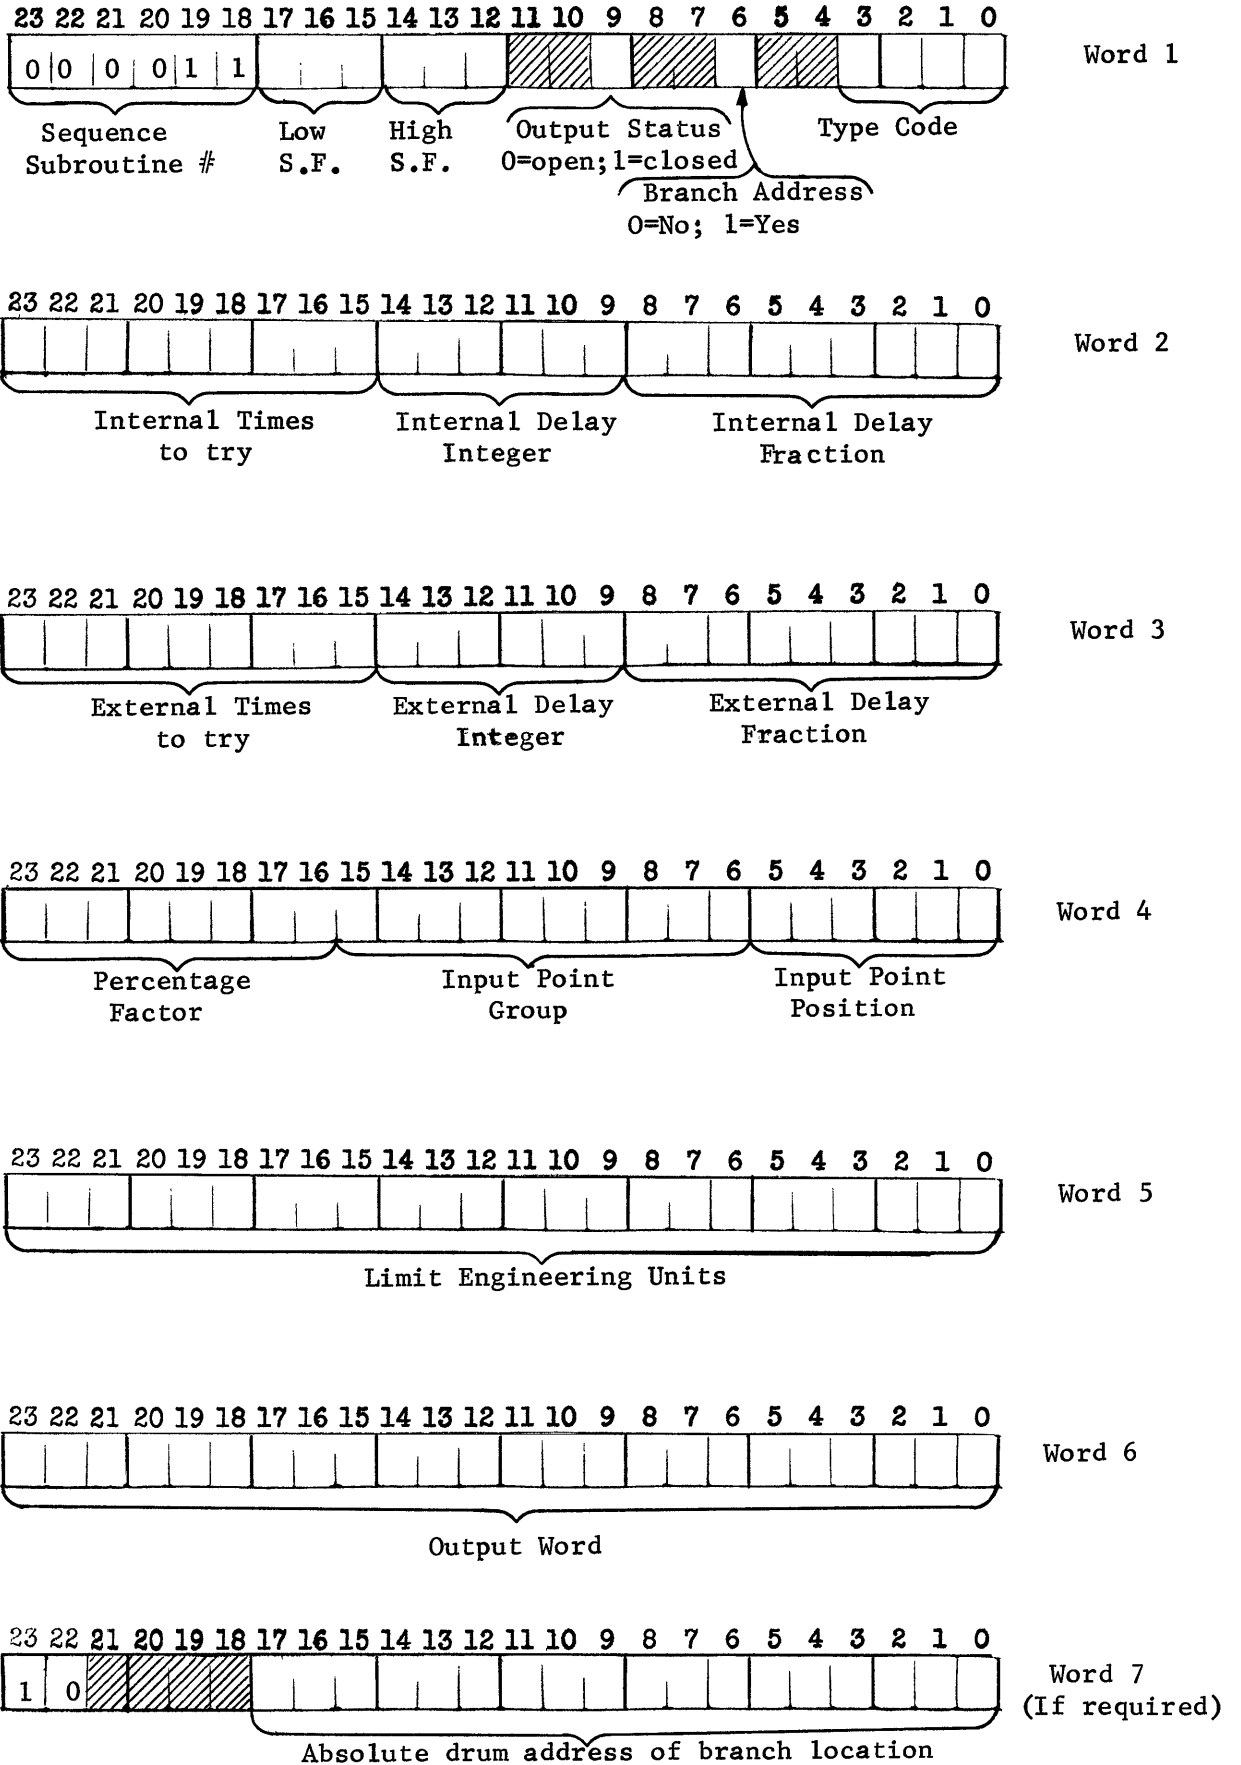 23 22 21 20 19 18 17 16 15 14 13 12 11 10 9 8 7 6 5 4 3 2 1 0
Word 1
0 0 0 0 1 1
Sequence Subroutine #
Low S.F.
High S.F.
Output Status
0=open; 1=closed
Type Code
Branch Address
0=No; 1=Yes
23 22 21 20 19 18 17 16 15 14 13 12 11 10 9 8 7 6 5 4 3 2 1 0
Word 2
Internal Times
to try
Internal Delay
Integer
Internal Delay
Fraction
23 22 21 20 19 18 17 16 15 14 13 12 11 10 9 8 7 6 5 4 3 2 1 0
Word 3
External Times
to try
External Delay
Integer
External Delay
Fraction
23 22 21 20 19 18 17 16 15 14 13 12 11 10 9 8 7 6 5 4 3 2 1 0
Word 4
Percentage
Factor
Input Point
Group
Input Point
Position
23 22 21 20 19 18 17 16 15 14 13 12 11 10 9 8 7 6 5 4 3 2 1 0
Word 5
Limit Engineering Units
23 22 21 20 19 18 17 16 15 14 13 12 11 10 9 8 7 6 5 4 3 2 1 0
Word 6
Output Word
23 22 21 20 19 18 17 16 15 14 13 12 11 10 9 8 7 6 5 4 3 2 1 0
1 0
Word 7
(If required)
Absolute drum address of branch location